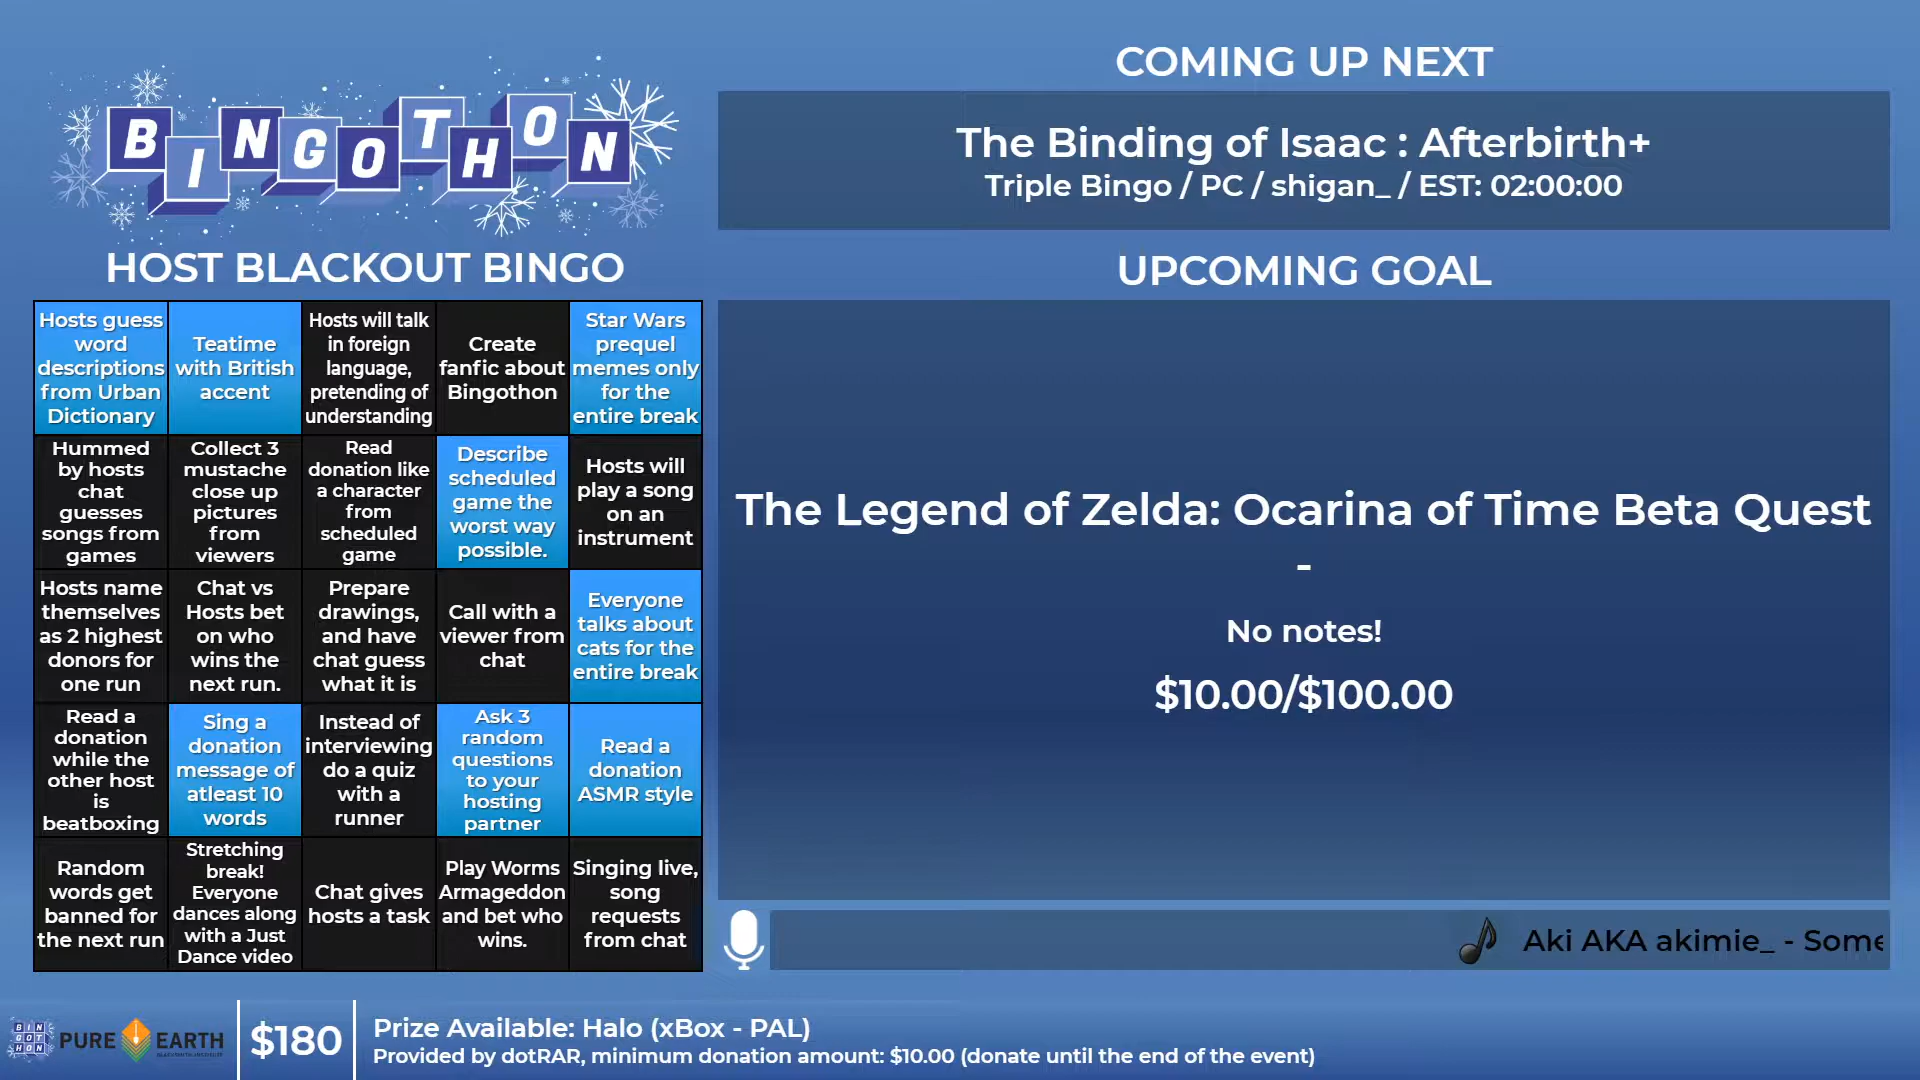 BINGOTHON
COMING UP NEXT
The Binding of Isaac : Afterbirth+
Triple Bingo / PC / shigan_ / EST: 02:00:00
HOST BLACKOUT BINGO
Hosts guess
word
descriptions
from Urban
Dictionary
Teatime
with British
accent
Hosts will talk
in foreign
language,
pretending of
understanding
Create
fanfic about
Bingothon
Star Wars
prequel
memes only
for the
entire break
Hummed
by hosts
chat
guesses
songs from
games
Collect 3
mustache
close up
pictures
from
viewers
Read
donation like
a character
from
scheduled
game
Describe
scheduled
game the
worst way
possible.
Hosts will
play a song
on an
instrument
Hosts name
themselves
as 2 highest
donors for
one run
Chat vs
Hosts bet
on who
wins the
next run.
Prepare
drawings,
and have
chat guess
what it is
Call with a
viewer from
chat
Everyone
talks about
cats for the
entire break
Read a
donation
while the
other host
is
beatboxing
Sing a
donation
message of
atleast 10
words
Instead of
interviewing
do a quiz
with a
runner
Ask 3
random
questions
to your
hosting
partner
Read a
donation
ASMR style
Random
words get
banned for
the next run
Stretching
break!
Everyone
dances along
with a Just
Dance video
Chat gives
hosts a task
Play Worms
Armageddon
and bet who
wins.
Singing live,
song
requests
from chat
UPCOMING GOAL
The Legend of Zelda: Ocarina of Time Beta Quest
-
No notes!
$10.00/$100.00
Aki AKA akimie_ - Some
BIN
GOT
HON
PURE EARTH
$180
Prize Available: Halo (xBox - PAL)
Provided by dotRAR, minimum donation amount: $10.00 (donate until the end of the event)